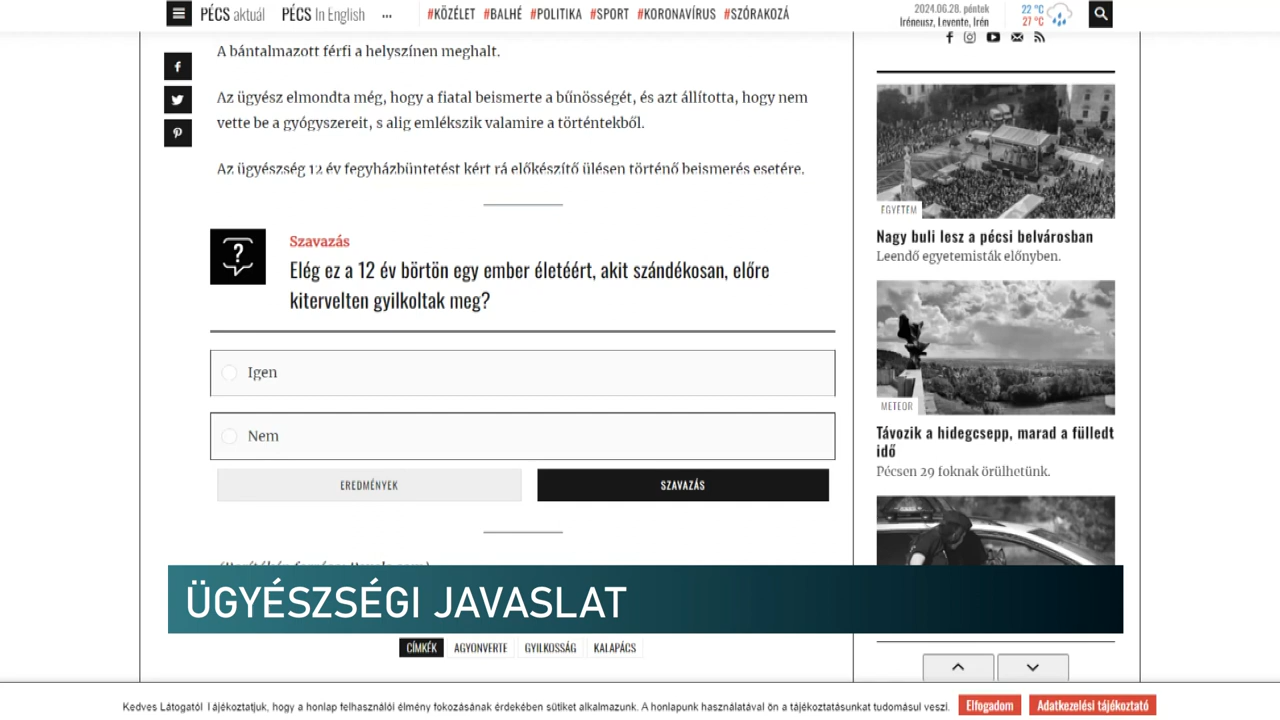 PÉCS aktuál PÉCS In English ... #KÖZÉLET #BALHÉ #POLITIKA #SPORT #KORONAVÍRUS #SZÓRAKOZÁ
2024.06.28. péntek
Iréneusz, Levente, Irén
22 °C
27 °C
A bántalmazott férfi a helyszínen meghalt.
Az ügyész elmondta még, hogy a fiatal beismerte a bűnösségét, és azt állította, hogy nem
vette be a gyógyszereit, s alig emlékszik valamire a történtekből.
Az ügyészség 12 év fegyházbüntetést kért rá előkészítő ülésen történő beismerés esetére.
Szavazás
Elég ez a 12 év börtön egy ember életéért, akit szándékosan, előre
kitervelten gyilkoltak meg?
Igen
Nem
EREDMÉNYEK SZAVAZÁS
EGYETEM
Nagy buli lesz a pécsi belvárosban
Leendő egyetemisták előnyben.
METEOR
Távozik a hidegcsepp, marad a fülledt
idő
Pécsen 29 foknak örülhetünk.
ÜGYÉSZSÉGI JAVASLAT
CÍMKÉK AGYONVERTE GYILKOSSÁG KALAPÁCS
Kedves Látogató! Tájékoztatjuk, hogy a honlap felhasználói élmény fokozásának érdekében sütiket alkalmazunk. A honlapunk használatával ön a tájékoztatásunkat tudomásul veszi. Elfogadom Adatkezelési tájékoztató